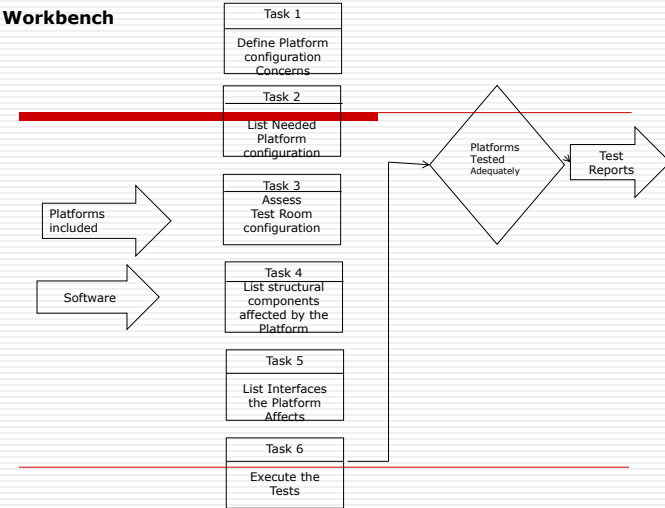 Workbench
Task 1
Define Platform
configuration
Concerns
Task 2
List Needed
Platform
configuration
Task 3
Assess
Test Room
configuration
Platforms
included
Task 4
List structural
components
affected by the
Platform
Software
Task 5
List Interfaces
the Platform
Affects
Task 6
Execute the
Tests
Platforms
Tested
Adequately
Test
Reports